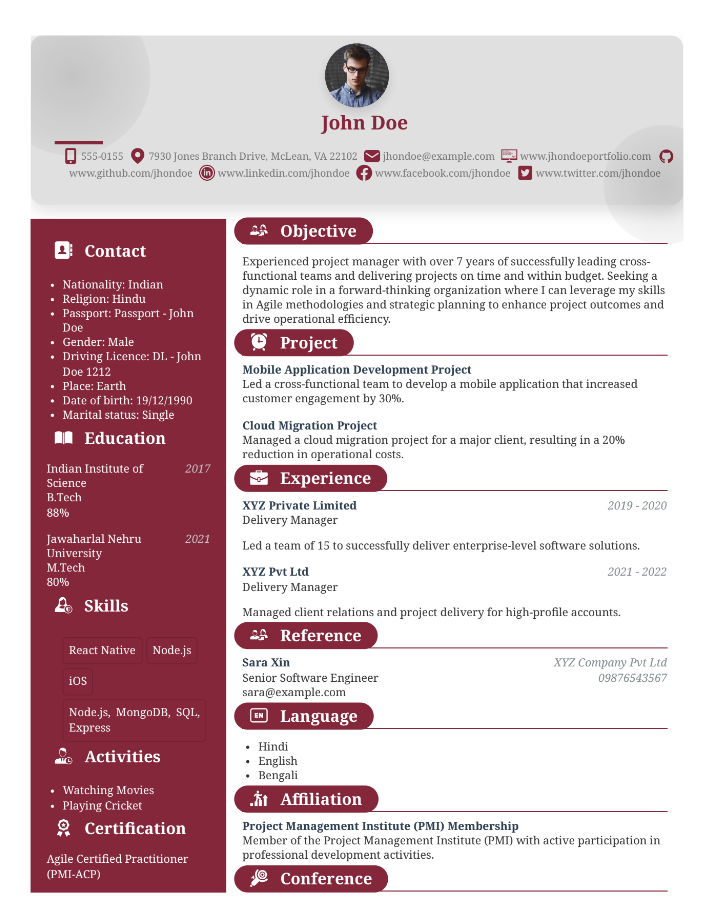 John Doe
555-0155 7930 Jones Branch Drive, McLean, VA 22102 jhondoe@example.com www.jhondoeportfolio.com
www.github.com/jhondoe www.linkedin.com/jhondoe www.facebook.com/jhondoe www.twitter.com/jhondoe
Contact
• Nationality: Indian
• Religion: Hindu
• Passport: Passport - John
Doe
• Gender: Male
• Driving Licence: DL - John
Doe 1212
• Place: Earth
• Date of birth: 19/12/1990
• Marital status: Single
Education
Indian Institute of 2017
Science
B.Tech
88%
Jawaharlal Nehru 2021
University
M.Tech
80%
Skills
React Native Node.js
iOS
Node.js, MongoDB, SQL,
Express
Activities
• Watching Movies
• Playing Cricket
Certification
Agile Certified Practitioner
(PMI-ACP)
Objective
Experienced project manager with over 7 years of successfully leading cross-
functional teams and delivering projects on time and within budget. Seeking a
dynamic role in a forward-thinking organization where I can leverage my skills
in Agile methodologies and strategic planning to enhance project outcomes and
drive operational efficiency.
Project
Mobile Application Development Project
Led a cross-functional team to develop a mobile application that increased
customer engagement by 30%.
Cloud Migration Project
Managed a cloud migration project for a major client, resulting in a 20%
reduction in operational costs.
Experience
XYZ Private Limited 2019 - 2020
Delivery Manager
Led a team of 15 to successfully deliver enterprise-level software solutions.
XYZ Pvt Ltd 2021 - 2022
Delivery Manager
Managed client relations and project delivery for high-profile accounts.
Reference
Sara Xin XYZ Company Pvt Ltd
Senior Software Engineer 09876543567
sara@example.com
EN Language
• Hindi
• English
• Bengali
Affiliation
Project Management Institute (PMI) Membership
Member of the Project Management Institute (PMI) with active participation in
professional development activities.
Conference